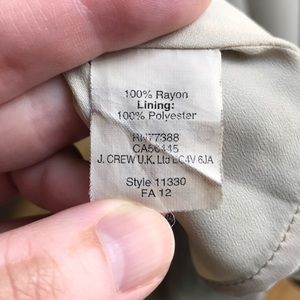 100% Rayon
Lining:
100% Polyester
RN77388
CA56445
J. CREW U.K. Ltd EC4V 6JA
Style 11330
FA 12